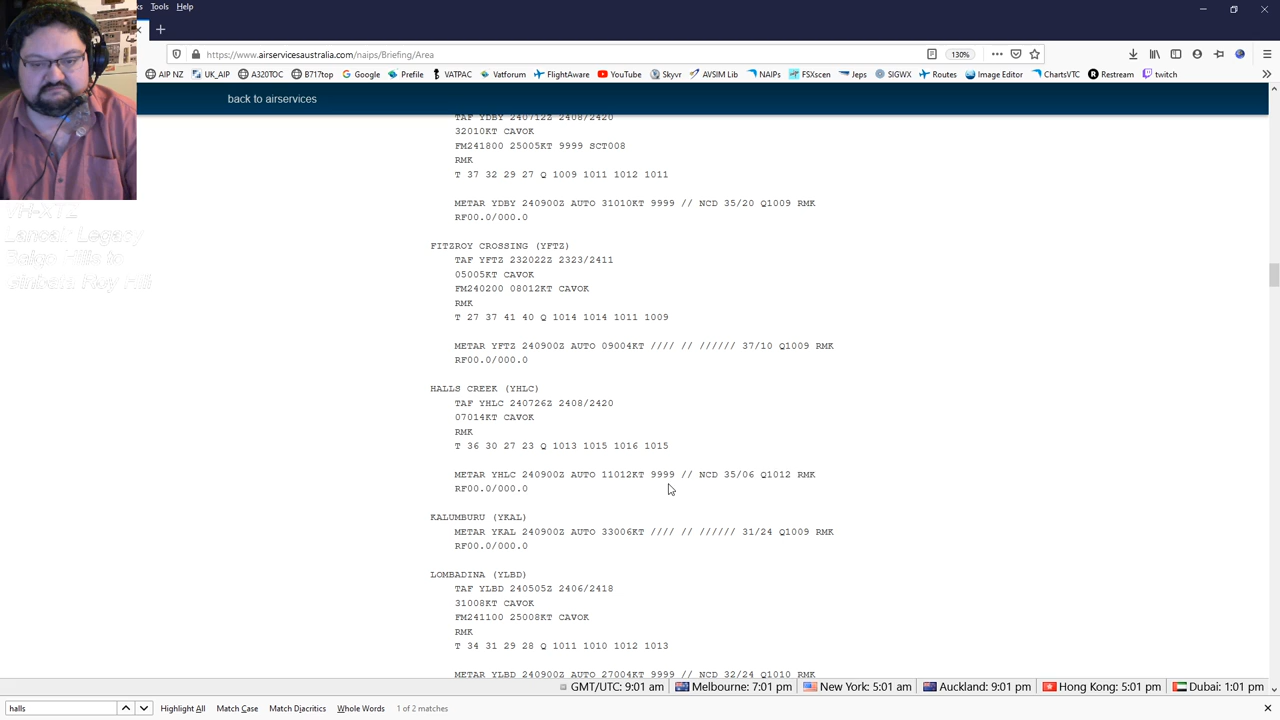 ks Tools Help
https://www.airservicesaustralia.com/naips/Briefing/Area 130%
AIP NZ UK_AIP A320TOC B717top Google Prefile VATPAC Vatforum FlightAware YouTube Skyvr AVSIM Lib NAIPs FSXscen Jeps SIGWX Routes Image Editor ChartsVTC Restream twitch
back to airservices
TAF YDBY 240712Z 2408/2420
32010KT CAVOK
FM241800 25005KT 9999 SCT008
RMK
T 37 32 29 27 Q 1009 1011 1012 1011
METAR YDBY 240900Z AUTO 31010KT 9999 // NCD 35/20 Q1009 RMK
RF00.0/000.0
FITZROY CROSSING (YFTZ)
TAF YFTZ 232022Z 2323/2411
05005KT CAVOK
FM240200 08012KT CAVOK
RMK
T 27 37 41 40 Q 1014 1014 1011 1009
METAR YFTZ 240900Z AUTO 09004KT //// // ////// 37/10 Q1009 RMK
RF00.0/000.0
HALLS CREEK (YHLC)
TAF YHLC 240726Z 2408/2420
07014KT CAVOK
RMK
T 36 30 27 23 Q 1013 1015 1016 1015
METAR YHLC 240900Z AUTO 11012KT 9999 // NCD 35/06 Q1012 RMK
RF00.0/000.0
KALUMBURU (YKAL)
METAR YKAL 240900Z AUTO 33006KT //// // ////// 31/24 Q1009 RMK
RF00.0/000.0
LOMBADINA (YLBD)
TAF YLBD 240505Z 2406/2418
31008KT CAVOK
FM241100 25008KT CAVOK
RMK
T 34 31 29 28 Q 1011 1010 1012 1013
METAR YLBD 240900Z AUTO 27004KT 9999 // NCD 32/24 Q1010 RMK
Lancair Legacy
Balgo Hills to
GMT/UTC: 9:01 am Melbourne: 7:01 pm New York: 5:01 am Auckland: 9:01 pm Hong Kong: 5:01 pm Dubai: 1:01 pm
halls Highlight All Match Case Match Diacritics Whole Words 1 of 2 matches